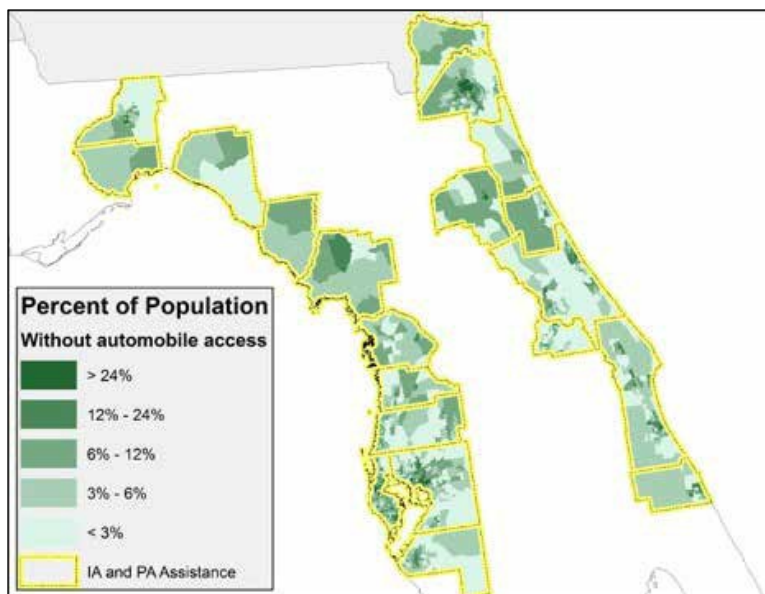 Percent of Population
Without automobile access
> 24%
12% - 24%
6% - 12%
3% - 6%
< 3%
IA and PA Assistance